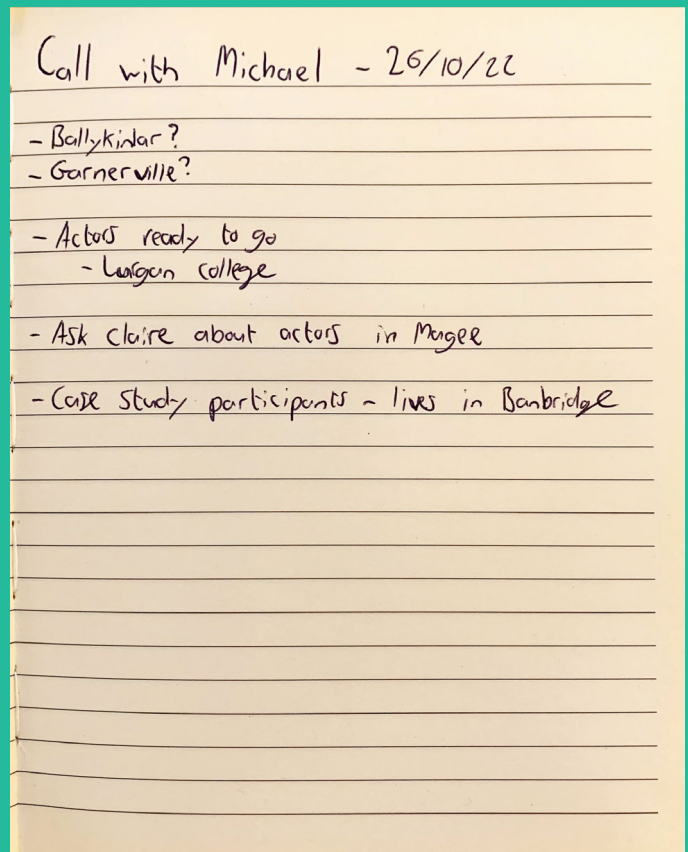 Call with Michael - 26/10/22
- Ballykinlar?
- Garnerville?
- Actors ready to go
- Lurgan college
- Ask Claire about actors in Magee
- Case study participants - lives in Banbridge